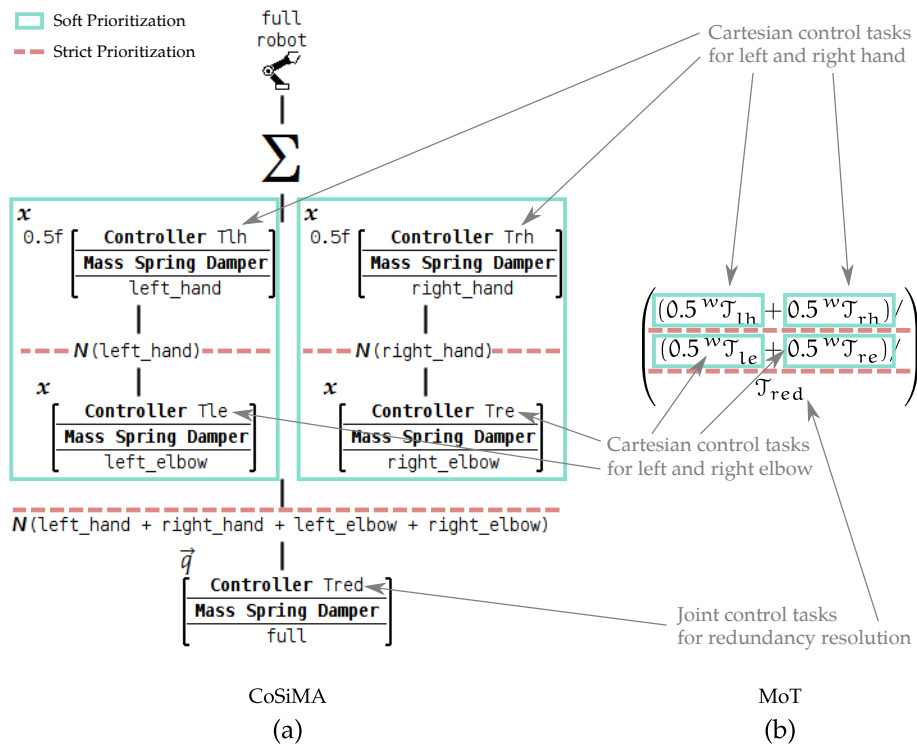 Soft Prioritization
Strict Prioritization
full
robot
Cartesian control tasks
for left and right hand
Σ
x
0.5f
Controller Tlh
Mass Spring Damper
left_hand
x
0.5f
Controller Trh
Mass Spring Damper
right_hand
N(left_hand)
N(right_hand)
x
Controller Tle
Mass Spring Damper
left_elbow
x
Controller Tre
Mass Spring Damper
right_elbow
(0.5 ʷT_lh + 0.5 ʷT_rh)/
(0.5 ʷT_le + 0.5 ʷT_re)/
T_red
Cartesian control tasks
for left and right elbow
N(left_hand + right_hand + left_elbow + right_elbow)
q⃗
Controller Tred
Mass Spring Damper
full
Joint control tasks
for redundancy resolution
CoSiMA
MoT
(a)
(b)